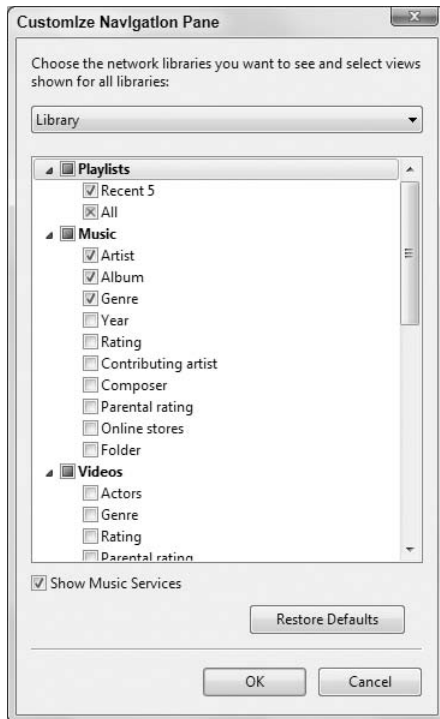 Customize Navigation Pane
Choose the network libraries you want to see and select views
shown for all libraries:
Library
Playlists
Recent 5
All
Music
Artist
Album
Genre
Year
Rating
Contributing artist
Composer
Parental rating
Online stores
Folder
Videos
Actors
Genre
Rating
Parental rating
Show Music Services
Restore Defaults
OK
Cancel